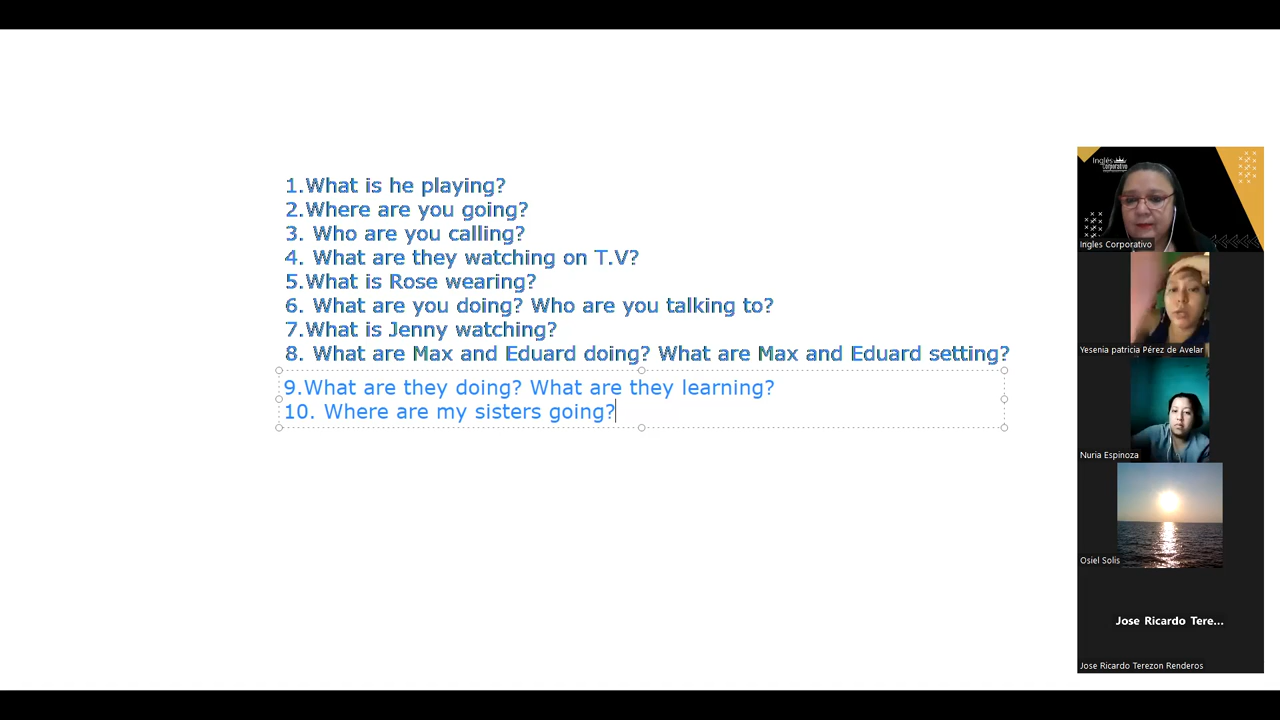 1.What is he playing?
2.Where are you going?
3. Who are you calling?
4. What are they watching on T.V?
5.What is Rose wearing?
6. What are you doing? Who are you talking to?
7.What is Jenny watching?
8. What are Max and Eduard doing? What are Max and Eduard setting?
9.What are they doing? What are they learning?
10. Where are my sisters going?
Inglés
Corporativo
Ingles Corporativo
Yesenia patricia Pérez de Avelar
Nuria Espinoza
Osiel Solis
Jose Ricardo Tere...
Jose Ricardo Terezon Renderos